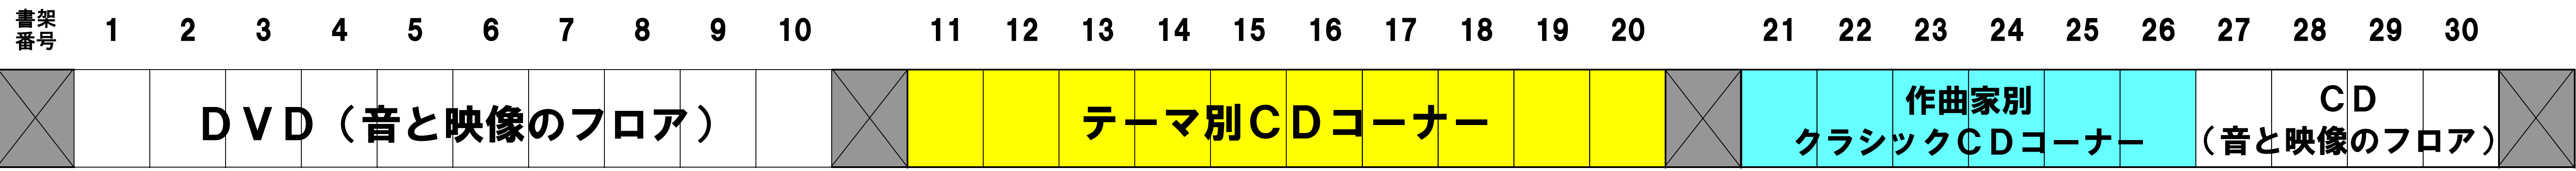 書架
番号
1 2 3 4 5 6 7 8 9 10 11 12 13 14 15 16 17 18 19 20 21 22 23 24 25 26 27 28 29 30
DVD（音と映像のフロア）
テーマ別CDコーナー
作曲家別
クラシックCDコーナー
CD
（音と映像のフロア）